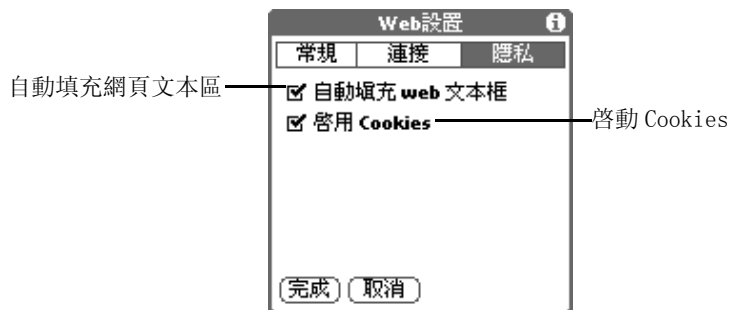 Web設置
常規 連接 隱私
自動填充網頁文本區
自動填充 web 文本框
啓用 Cookies
啓動 Cookies
完成 取消